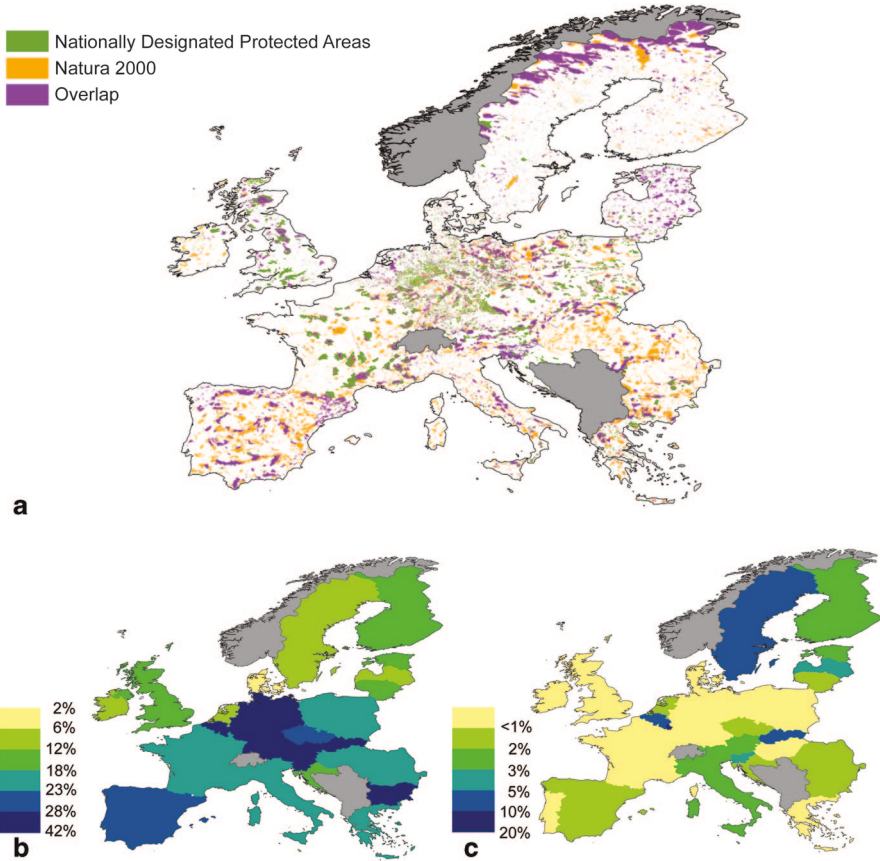 Nationally Designated Protected Areas
Natura 2000
Overlap
a
2%
6%
12%
18%
23%
28%
42%
b
<1%
2%
3%
5%
10%
20%
c